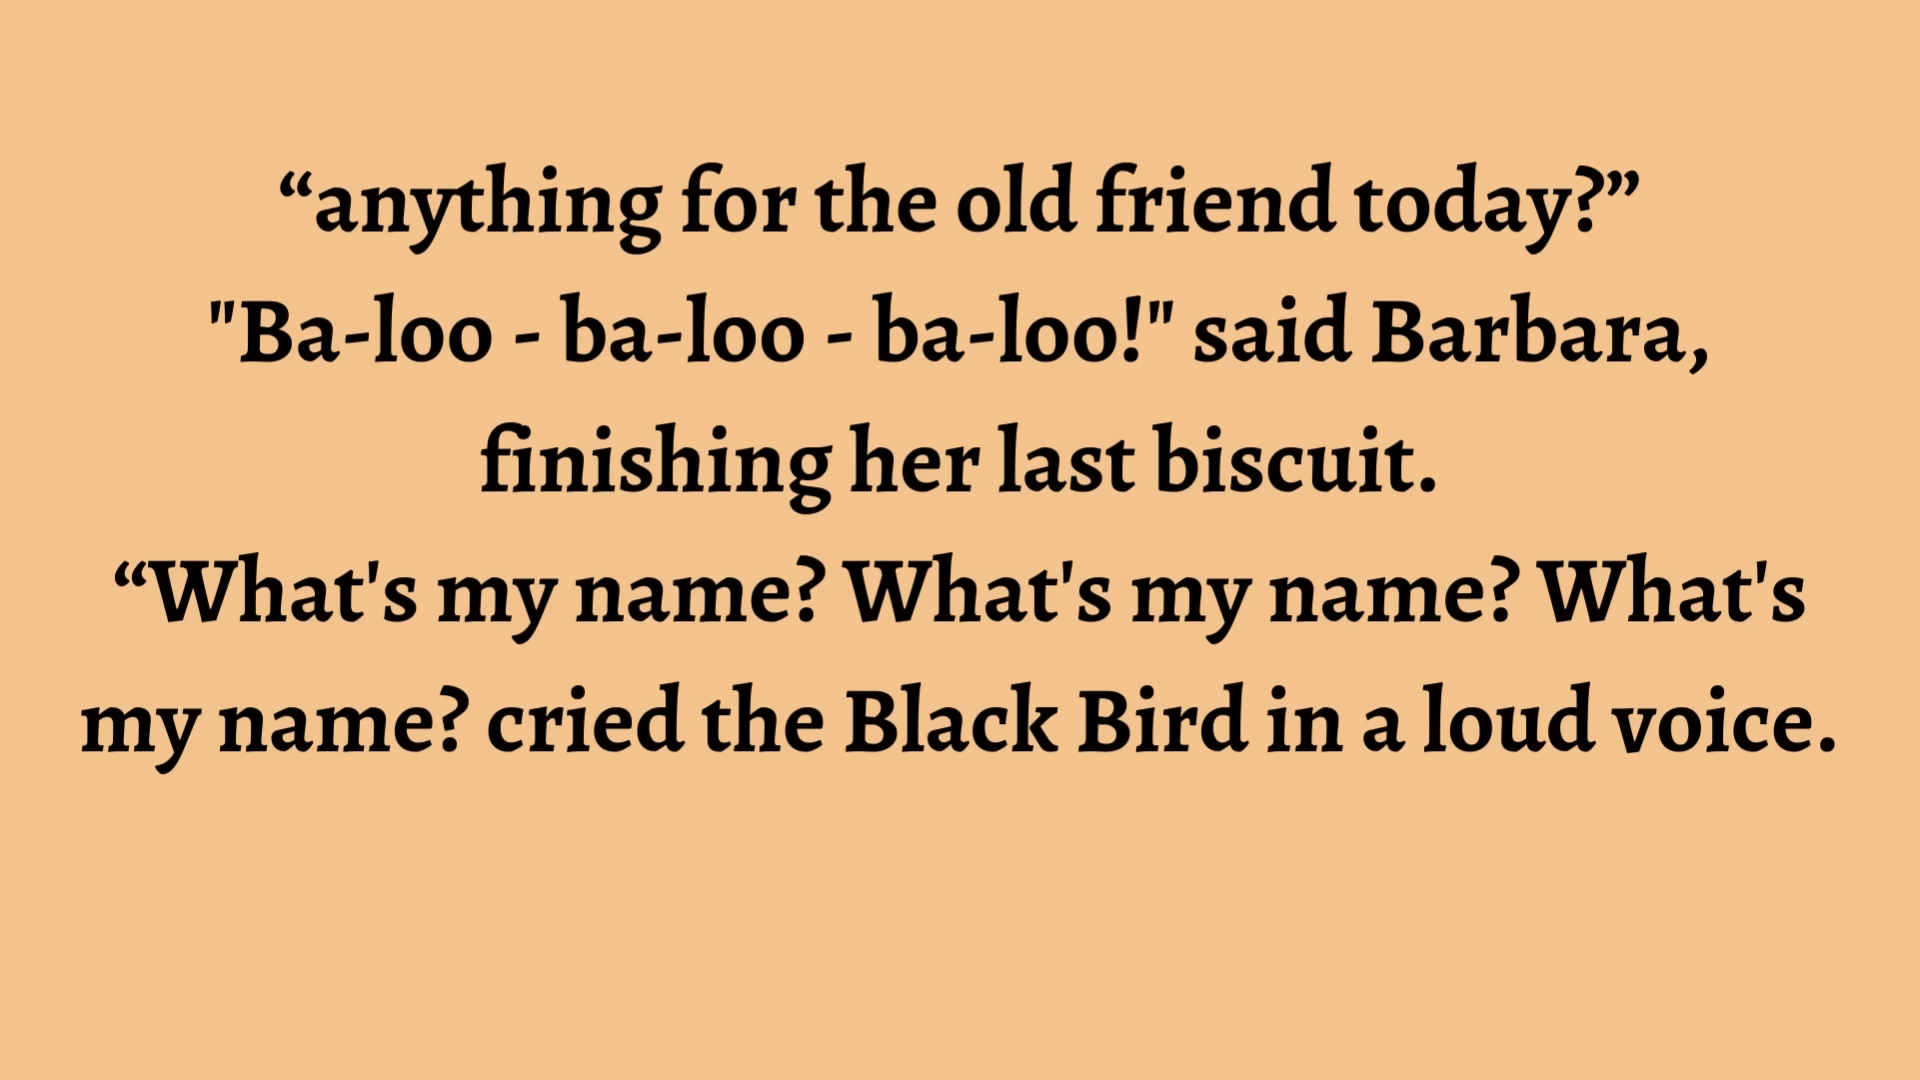 “anything for the old friend today?”
"Ba-loo - ba-loo - ba-loo!" said Barbara,
finishing her last biscuit.
“What's my name? What's my name? What's
my name? cried the Black Bird in a loud voice.